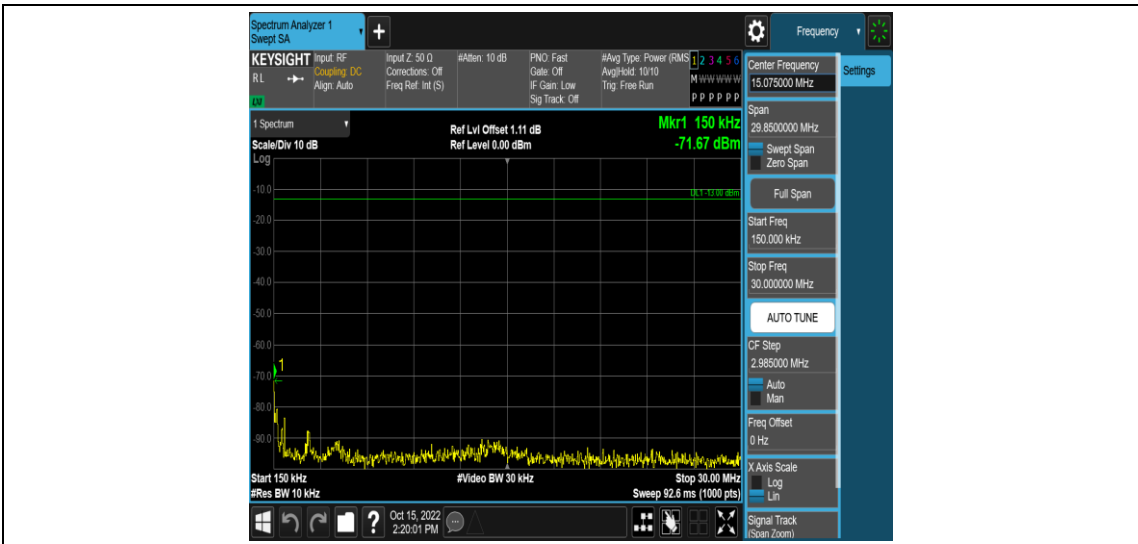 Spectrum Analyzer 1
Swept SA
+
Frequency
KEYSIGHT
RL
LXI
Input: RF
Coupling: DC
Align: Auto
Input Z: 50 Ω
Corrections: Off
Freq Ref: Int (S)
#Atten: 10 dB
PNO: Fast
Gate: Off
IF Gain: Low
Sig Track: Off
#Avg Type: Power (RMS
Avg|Hold: 10/10
Trig: Free Run
1 2 3 4 5 6
M W W W W W
P P P P P P
1 Spectrum
Scale/Div 10 dB
Log
Ref Lvl Offset 1.11 dB
Ref Level 0.00 dBm
Mkr1 150 kHz
-71.67 dBm
DL1 -13.00 dBm
-10.0
-20.0
-30.0
-40.0
-50.0
-60.0
-70.0
-80.0
-90.0
1
Start 150 kHz
#Video BW 30 kHz
Stop 30.00 MHz
#Res BW 10 kHz
Sweep 92.6 ms (1000 pts)
Center Frequency
15.075000 MHz
Settings
Span
29.8500000 MHz
Swept Span
Zero Span
Full Span
Start Freq
150.000 kHz
Stop Freq
30.000000 MHz
AUTO TUNE
CF Step
2.985000 MHz
Auto
Man
Freq Offset
0 Hz
X Axis Scale
Log
Lin
Signal Track
(Span Zoom)
?
Oct 15, 2022
2:20:01 PM